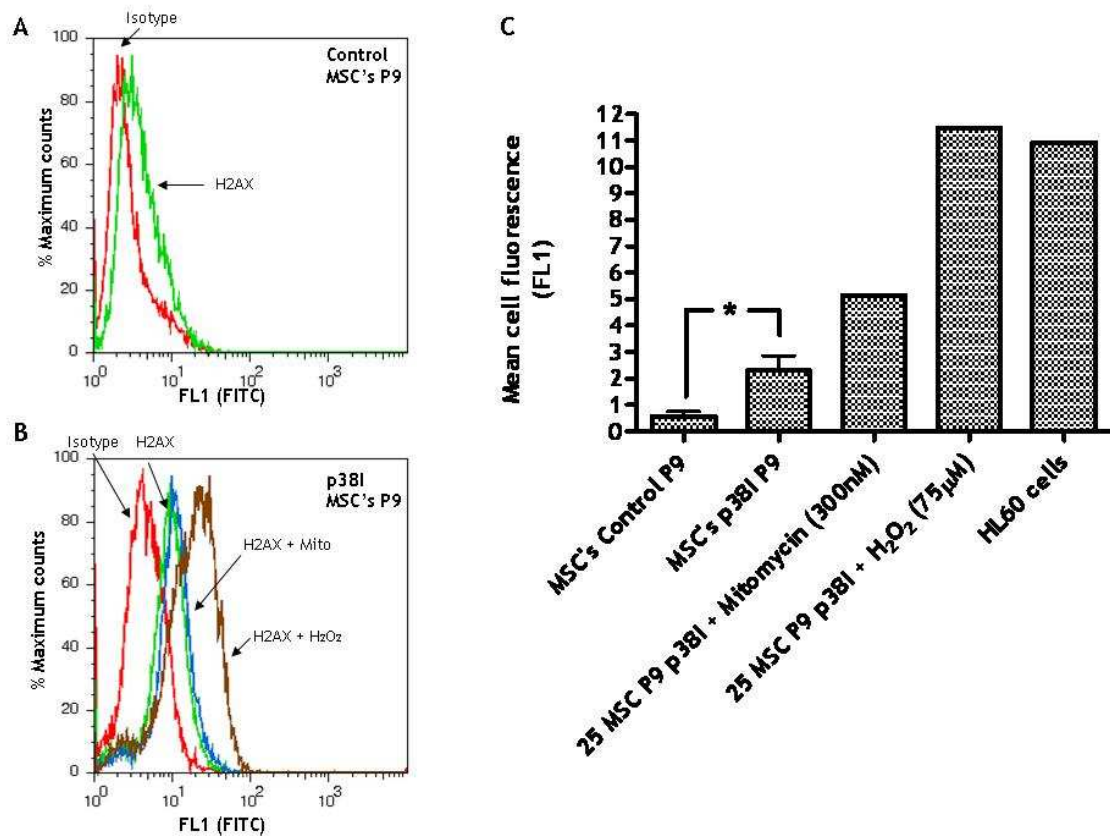 A
Isotype
Control
MSC's P9
H2AX
% Maximum counts
100
80
60
40
20
0
10⁰ 10¹ 10² 10³
FL1 (FITC)
B
Isotype
H2AX
p38I
MSC's P9
H2AX + Mito
H2AX + H₂O₂
% Maximum counts
100
80
60
40
20
0
10⁰ 10¹ 10² 10³
FL1 (FITC)
C
Mean cell fluorescence
(FL1)
12
11
10
9
8
7
6
5
4
3
2
1
0
*
MSC's Control P9
MSC's p38I P9
25 MSC P9 p38I + Mitomycin (300nM)
25 MSC P9 p38I + H₂O₂ (75µM)
HL60 cells